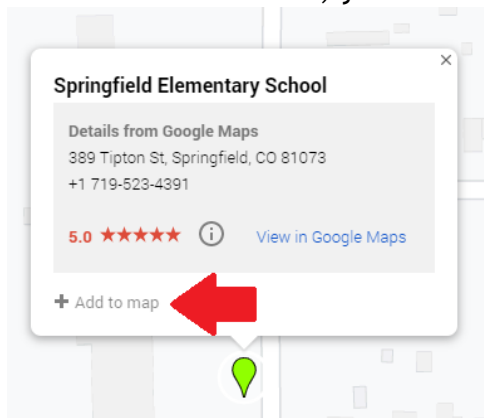 Springfield Elementary School
Details from Google Maps
389 Tipton St, Springfield, CO 81073
+1 719-523-4391
5.0 ★★★★★ View in Google Maps
+ Add to map